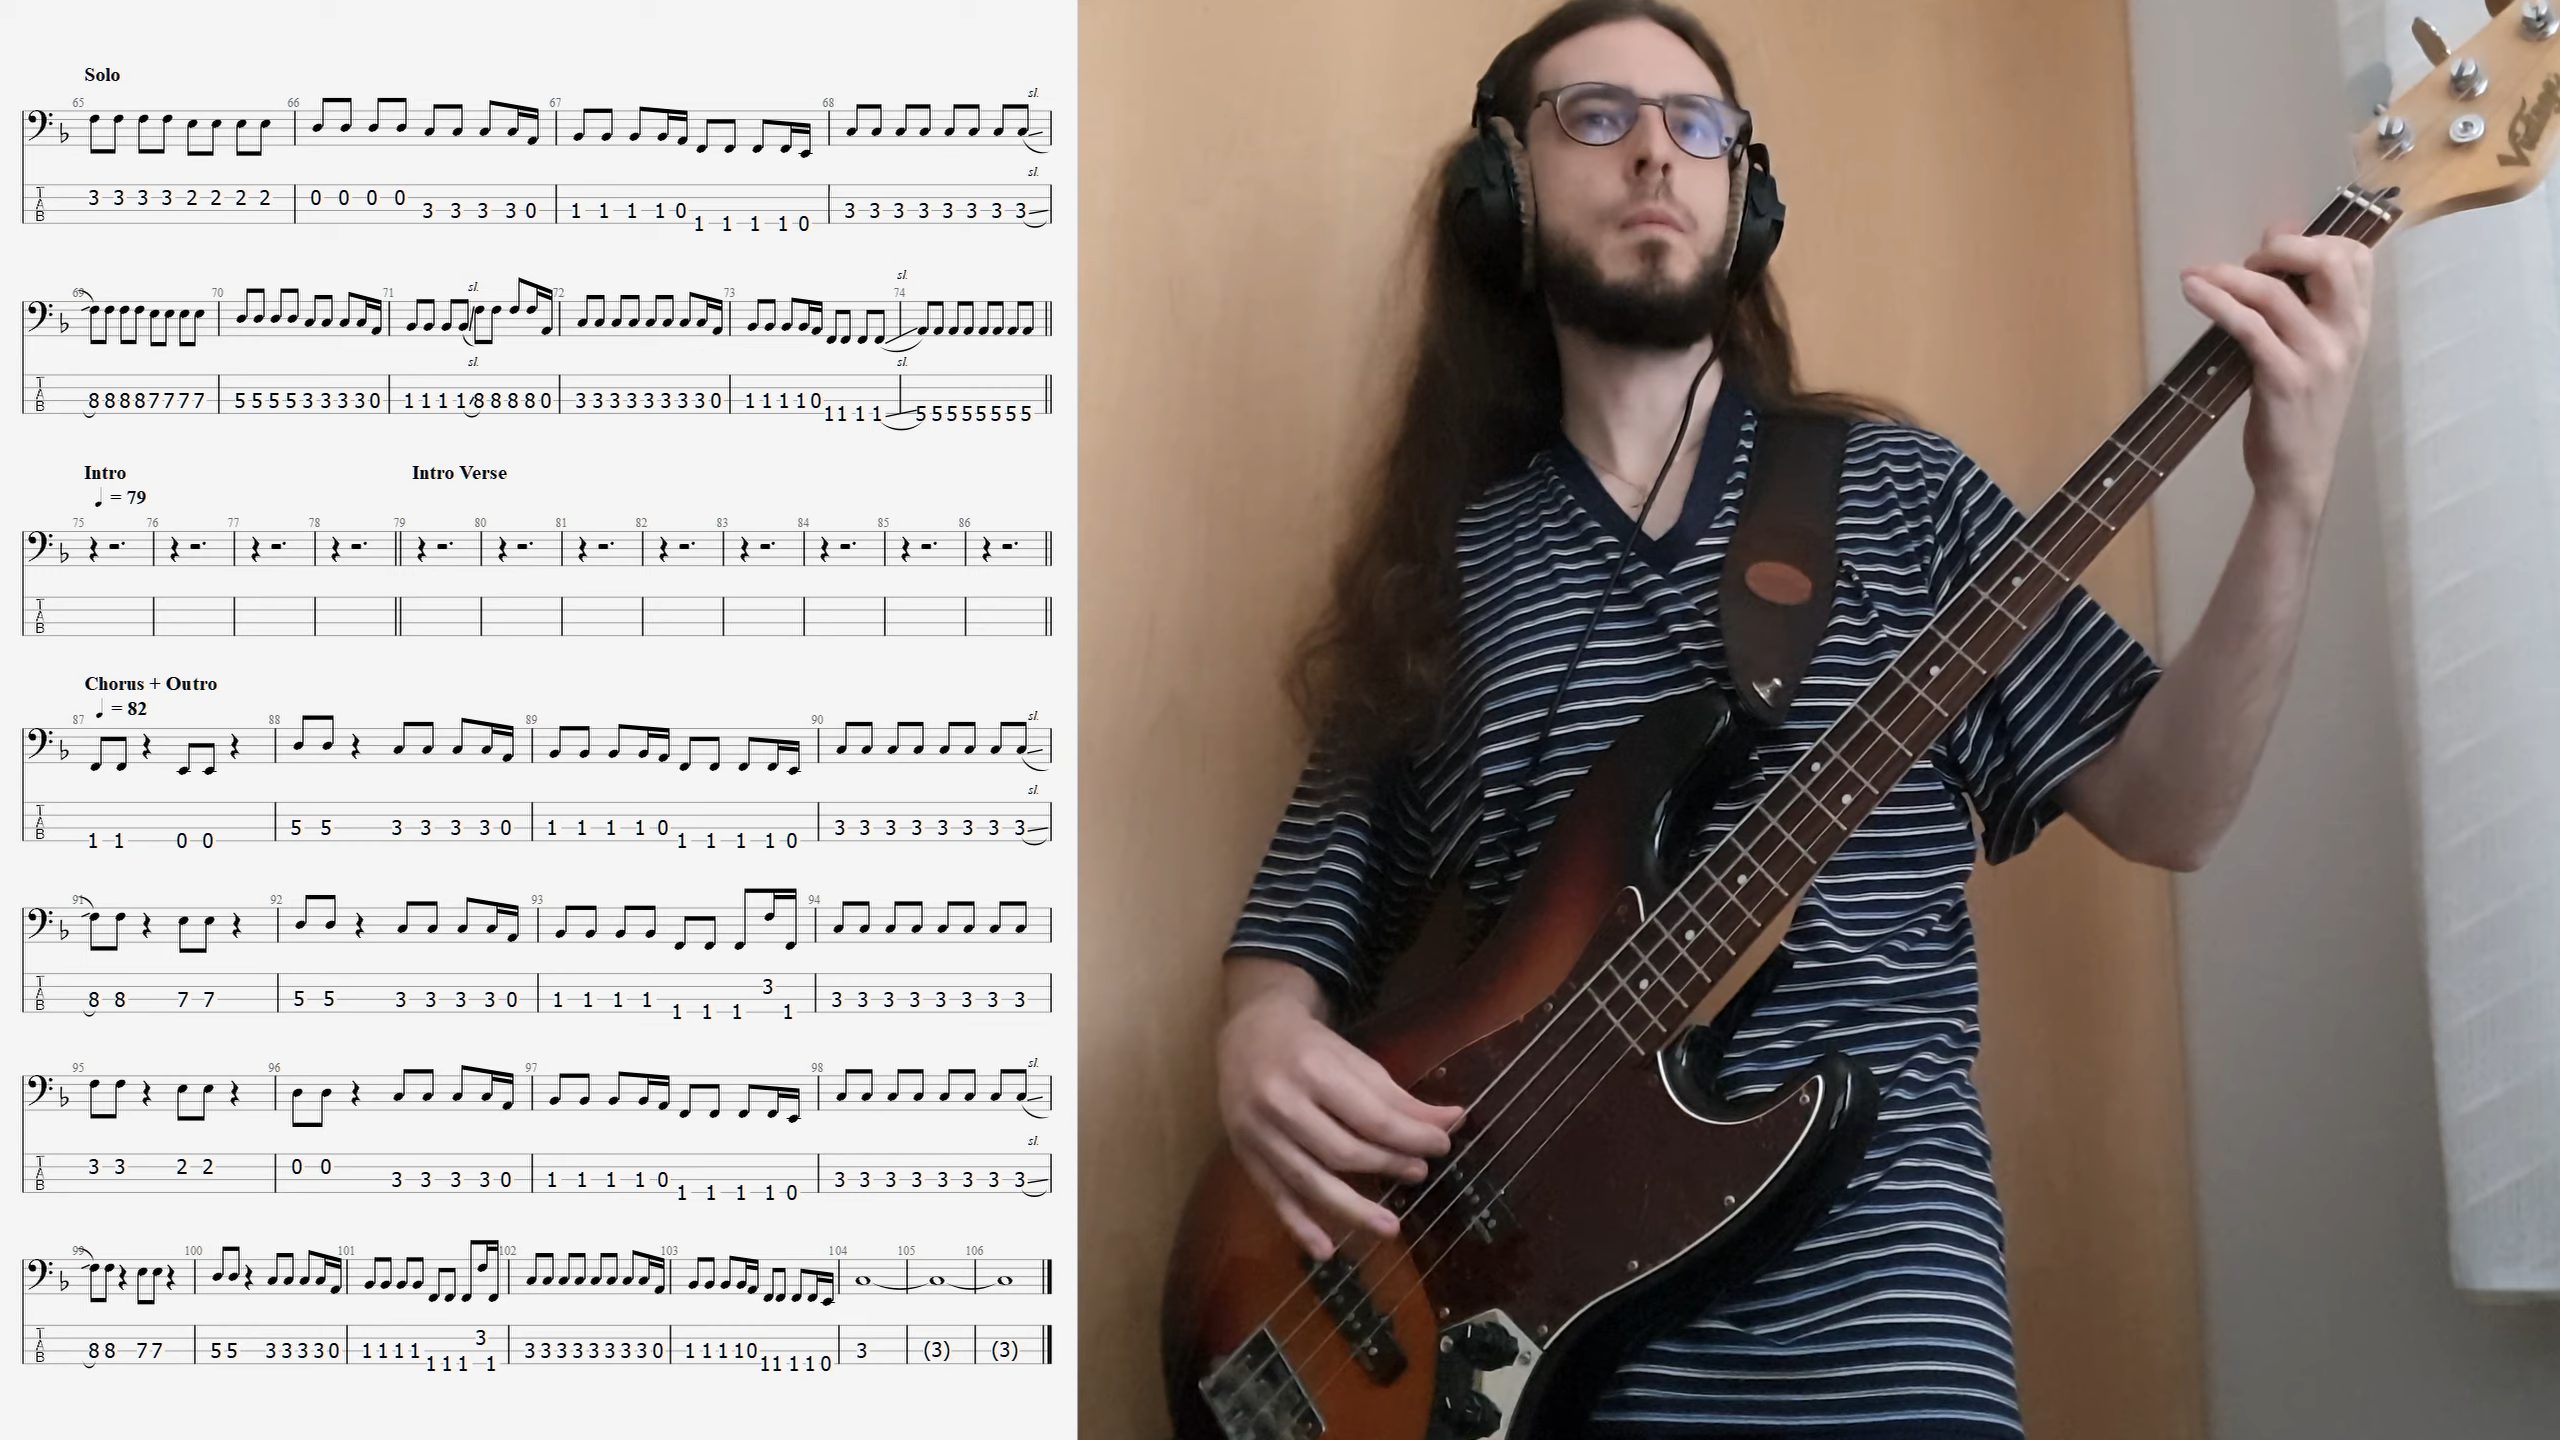 Solo
65 66 67 68 sl.
sl.
3 3 3 3 2 2 2 2 0 0 0 0 3 3 3 3 0 1 1 1 1 0 1 1 1 1 0 3 3 3 3 3 3 3 3
TAB
69 70 71 sl. 72 73 sl. 74
sl. sl.
8 8 8 8 7 7 7 7 5 5 5 5 3 3 3 3 0 1 1 1 1 8 8 8 8 0 3 3 3 3 3 3 3 3 0 1 1 1 1 0 1 1 1 1 5 5 5 5 5 5 5 5
TAB
Intro Intro Verse
= 79
75 76 77 78 79 80 81 82 83 84 85 86
TAB
Chorus + Outro
= 82
87 88 89 90 sl.
sl.
1 1 0 0 5 5 3 3 3 3 0 1 1 1 1 0 1 1 1 1 0 3 3 3 3 3 3 3 3
TAB
91 92 93 94
8 8 7 7 5 5 3 3 3 3 0 1 1 1 1 1 1 1 3 1 3 3 3 3 3 3 3 3
TAB
95 96 97 98 sl.
sl.
3 3 2 2 0 0 3 3 3 3 0 1 1 1 1 0 1 1 1 1 0 3 3 3 3 3 3 3 3
TAB
99 100 101 102 103 104 105 106
8 8 7 7 5 5 3 3 3 3 0 1 1 1 1 1 1 1 3 1 3 3 3 3 3 3 3 3 0 1 1 1 1 0 1 1 1 1 0 3 (3) (3)
TAB